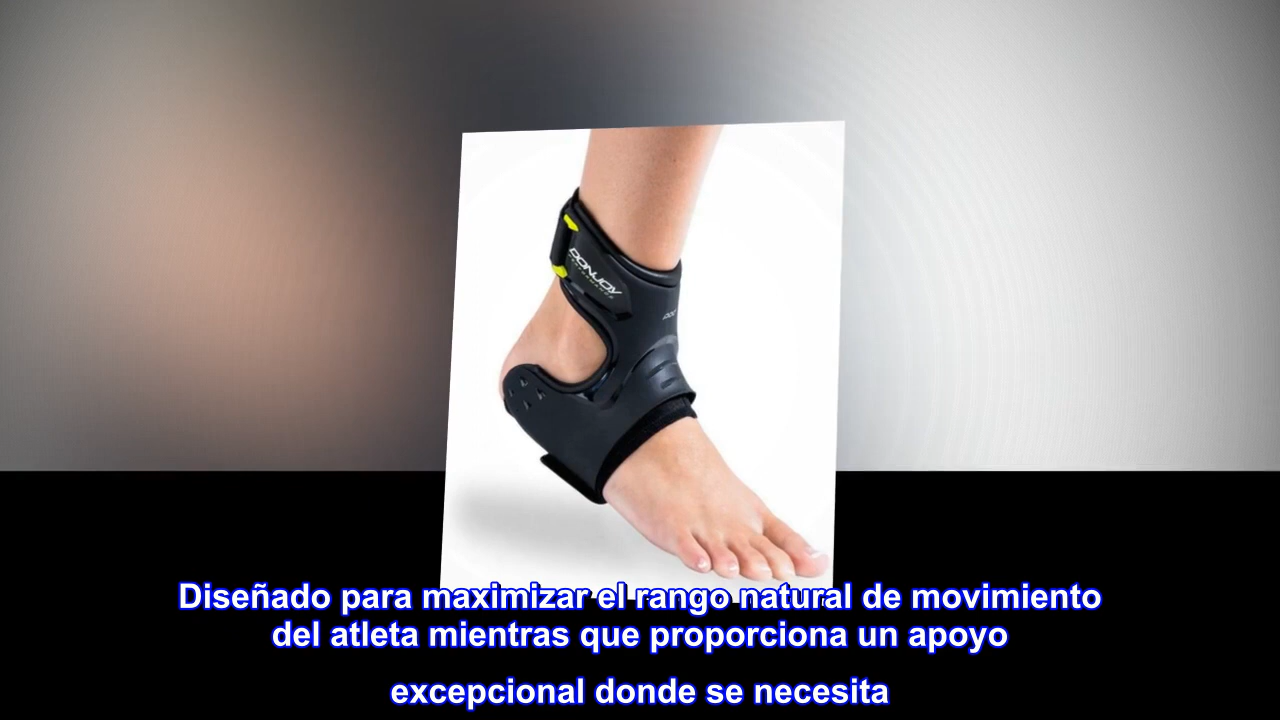 DONJOY
PERFORMANCE
Diseñado para maximizar el rango natural de movimiento
del atleta mientras que proporciona un apoyo
excepcional donde se necesita